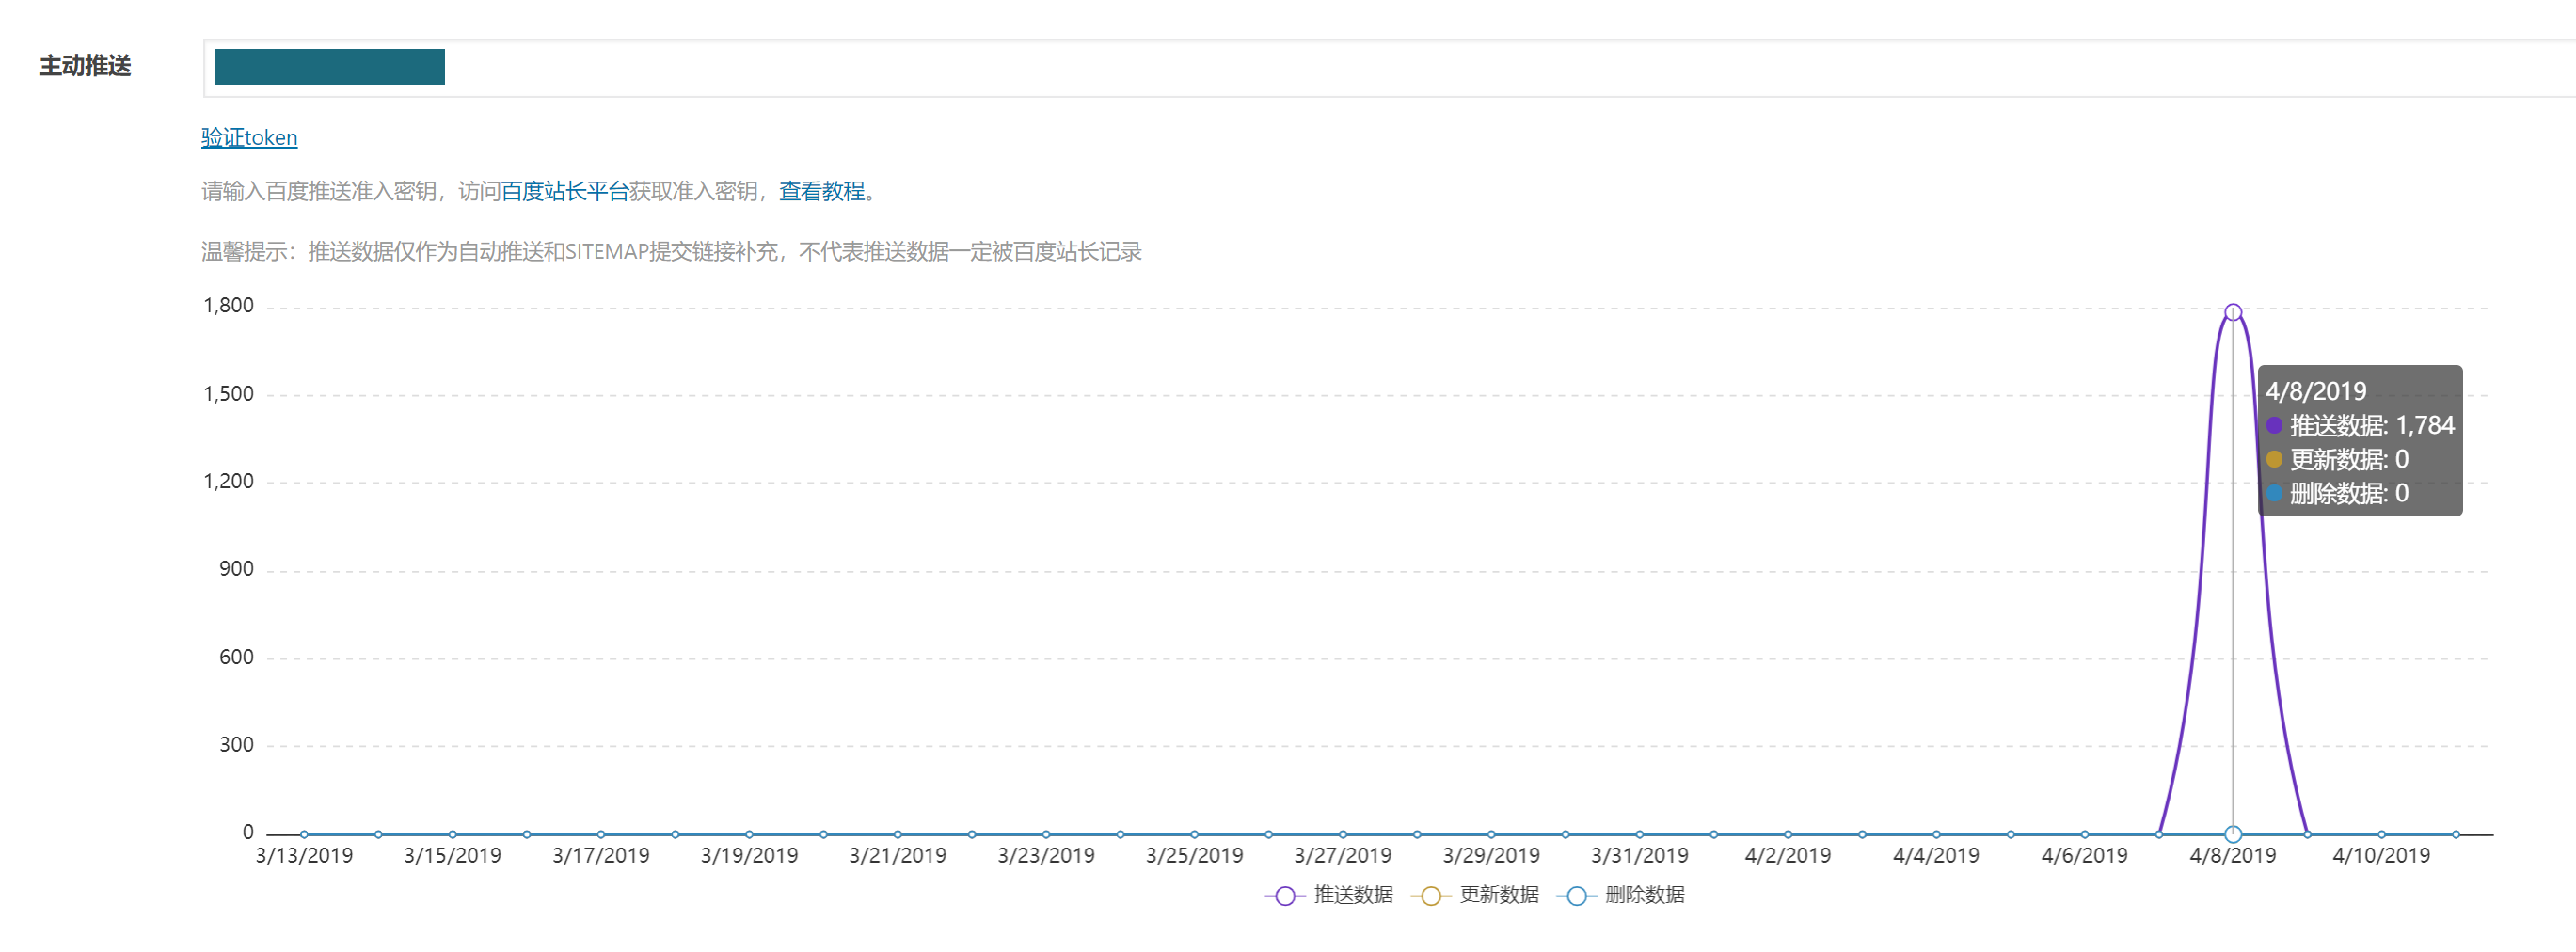 主动推送
验证token
请输入百度推送准入密钥，访问百度站长平台获取准入密钥，查看教程。
温馨提示：推送数据仅作为自动推送和SITEMAP提交链接补充，不代表推送数据一定被百度站长记录
1,800
1,500
1,200
900
600
300
0
4/8/2019
推送数据: 1,784
更新数据: 0
删除数据: 0
3/13/2019 3/15/2019 3/17/2019 3/19/2019 3/21/2019 3/23/2019 3/25/2019 3/27/2019 3/29/2019 3/31/2019 4/2/2019 4/4/2019 4/6/2019 4/8/2019 4/10/2019
推送数据 更新数据 删除数据